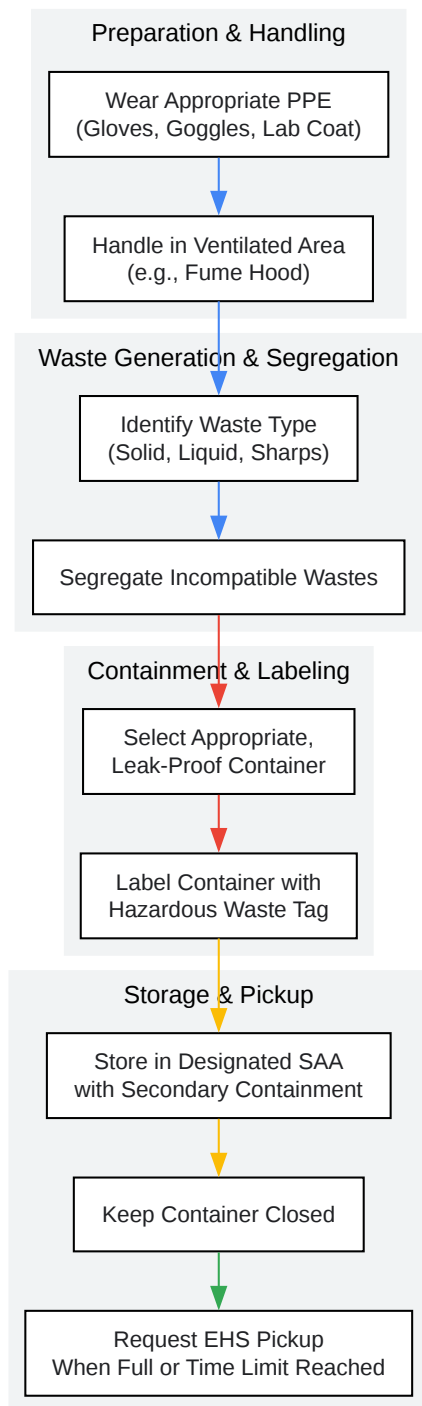 Preparation & Handling
Wear Appropriate PPE
(Gloves, Goggles, Lab Coat)
Handle in Ventilated Area
(e.g., Fume Hood)
Waste Generation & Segregation
Identify Waste Type
(Solid, Liquid, Sharps)
Segregate Incompatible Wastes
Containment & Labeling
Select Appropriate,
Leak-Proof Container
Label Container with
Hazardous Waste Tag
Storage & Pickup
Store in Designated SAA
with Secondary Containment
Keep Container Closed
Request EHS Pickup
When Full or Time Limit Reached